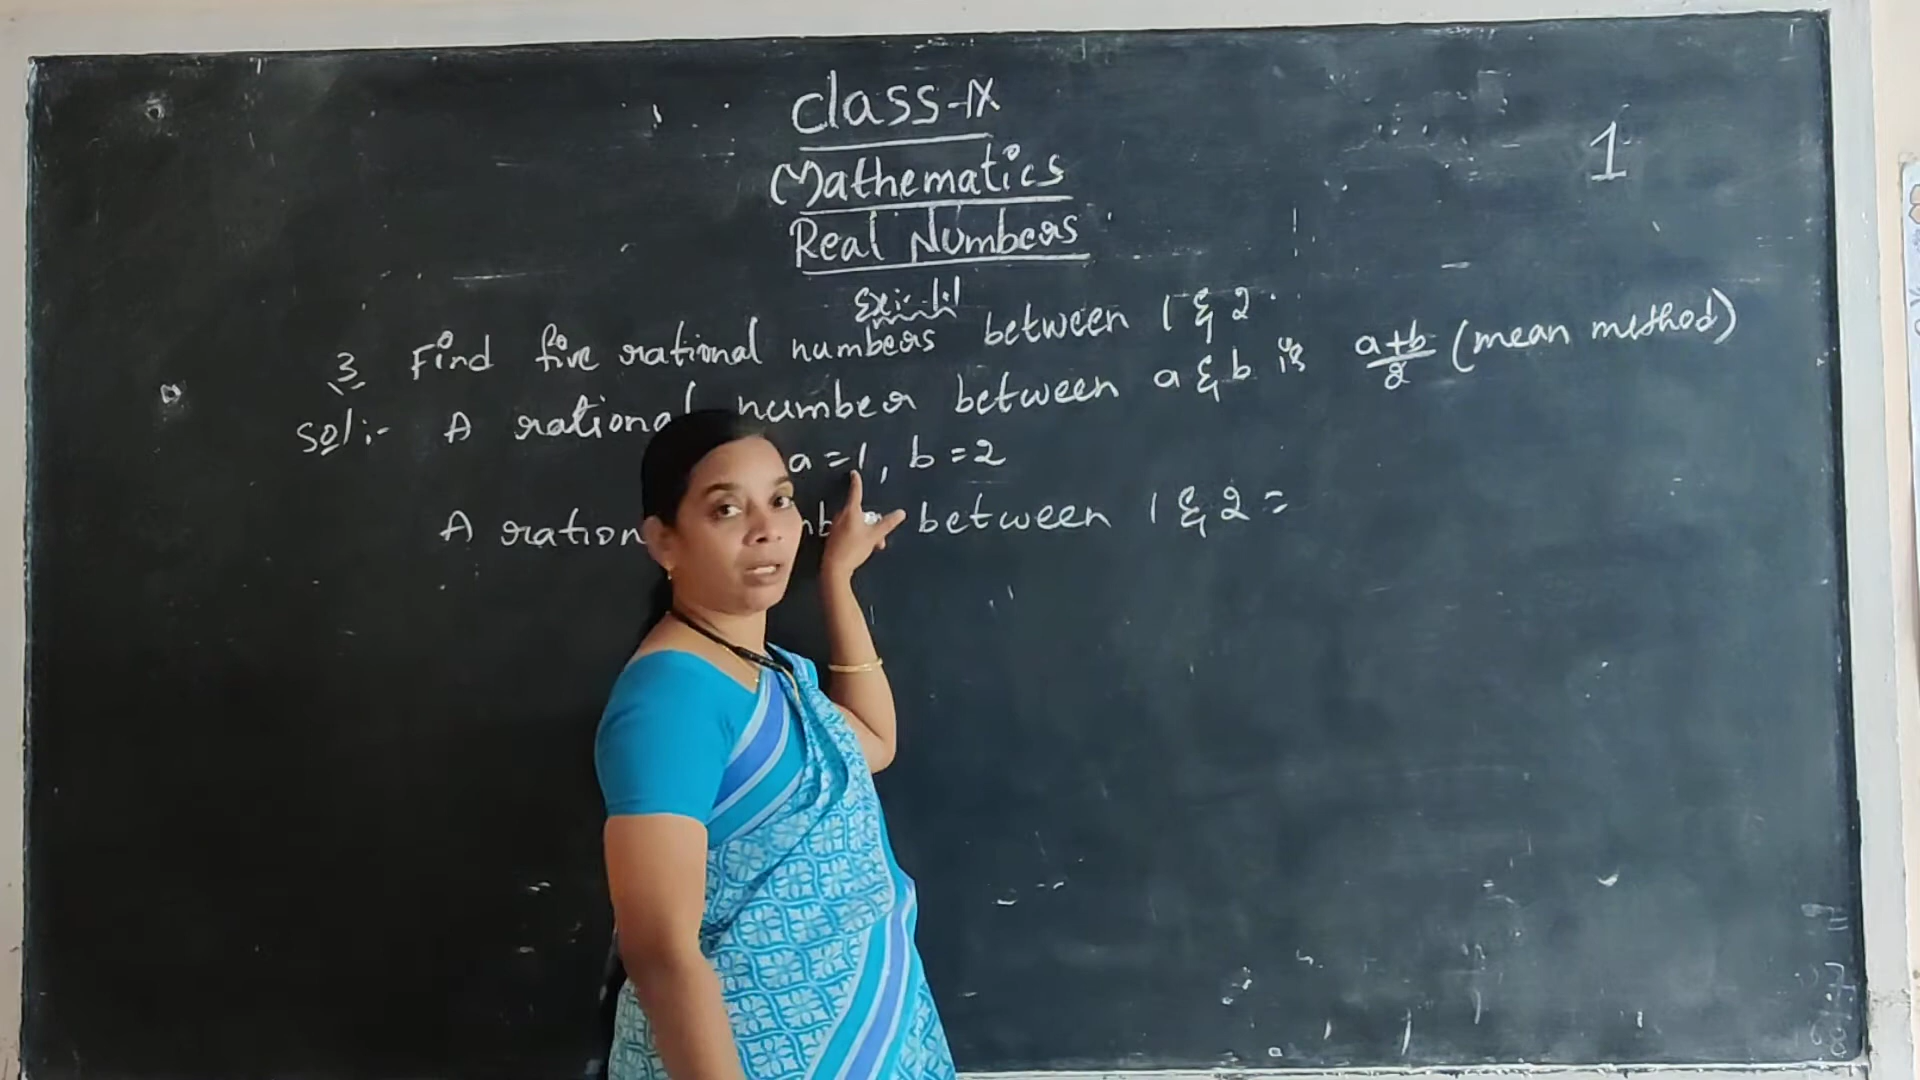 Class-IX
Mathematics
1
Real Numbers
Ex:- 1.1
3. Find five rational numbers between 1 & 2.
Sol:- A rational number between a & b is a+b/2 (mean method)
a = 1, b = 2
A between 1 & 2 =